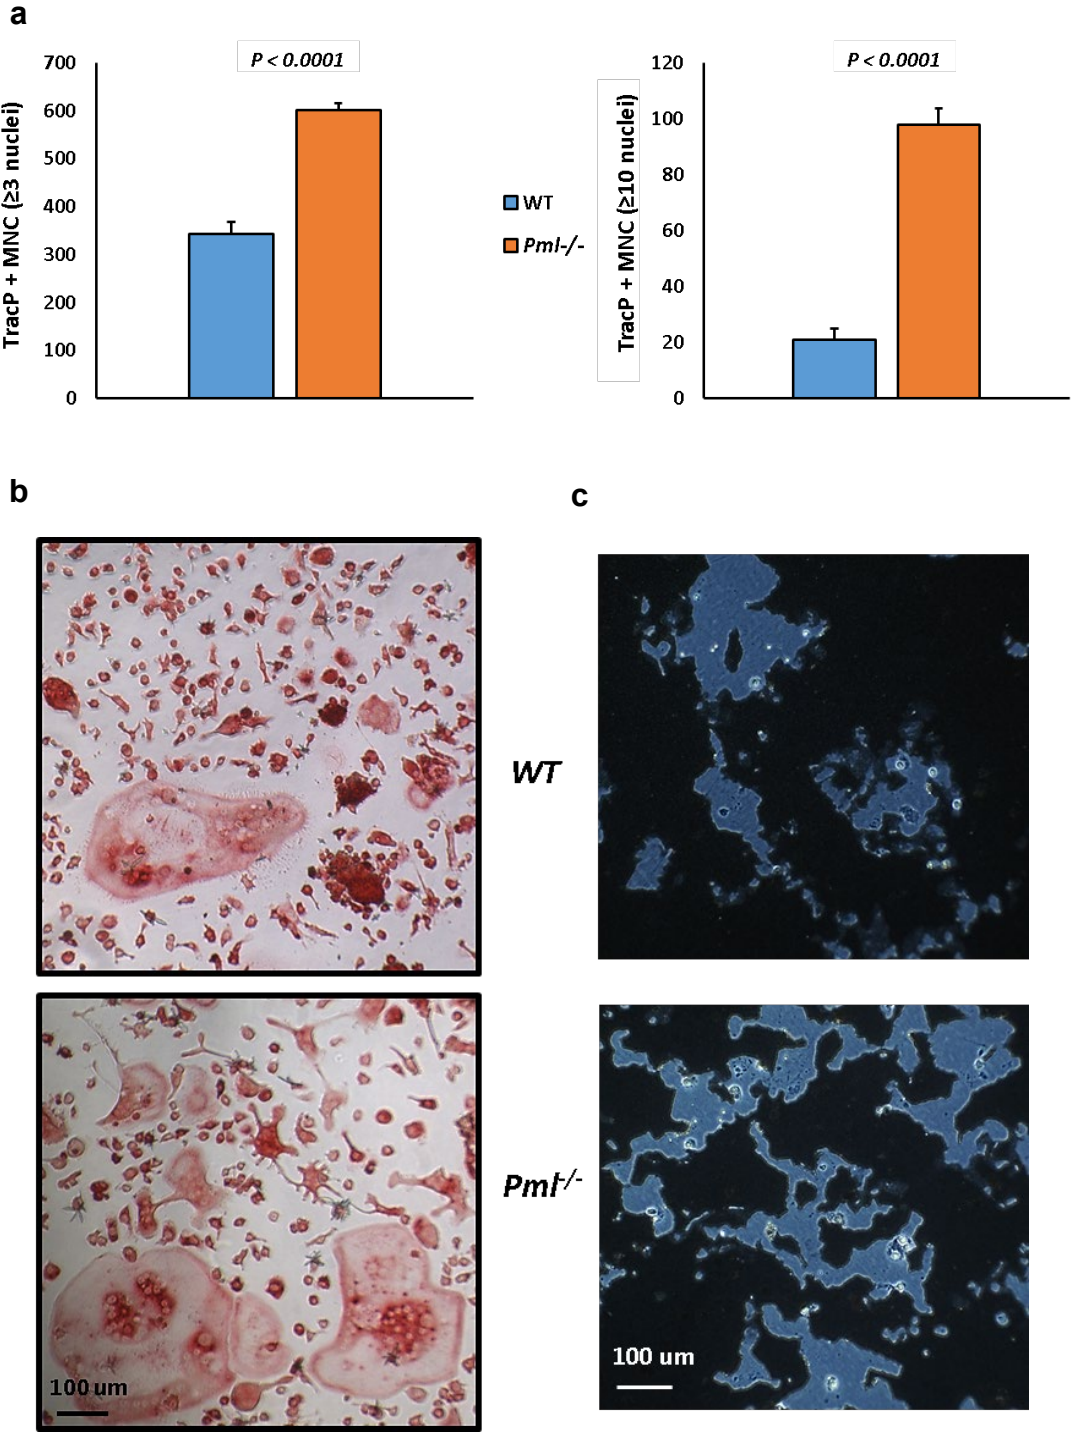 a
P < 0.0001
700
600
500
400
300
200
100
0
TracP + MNC (≥3 nuclei)
WT
Pml-/-
P < 0.0001
120
100
80
60
40
20
0
TracP + MNC (≥10 nuclei)
b
c
WT
Pml-/-
100 um
100 um